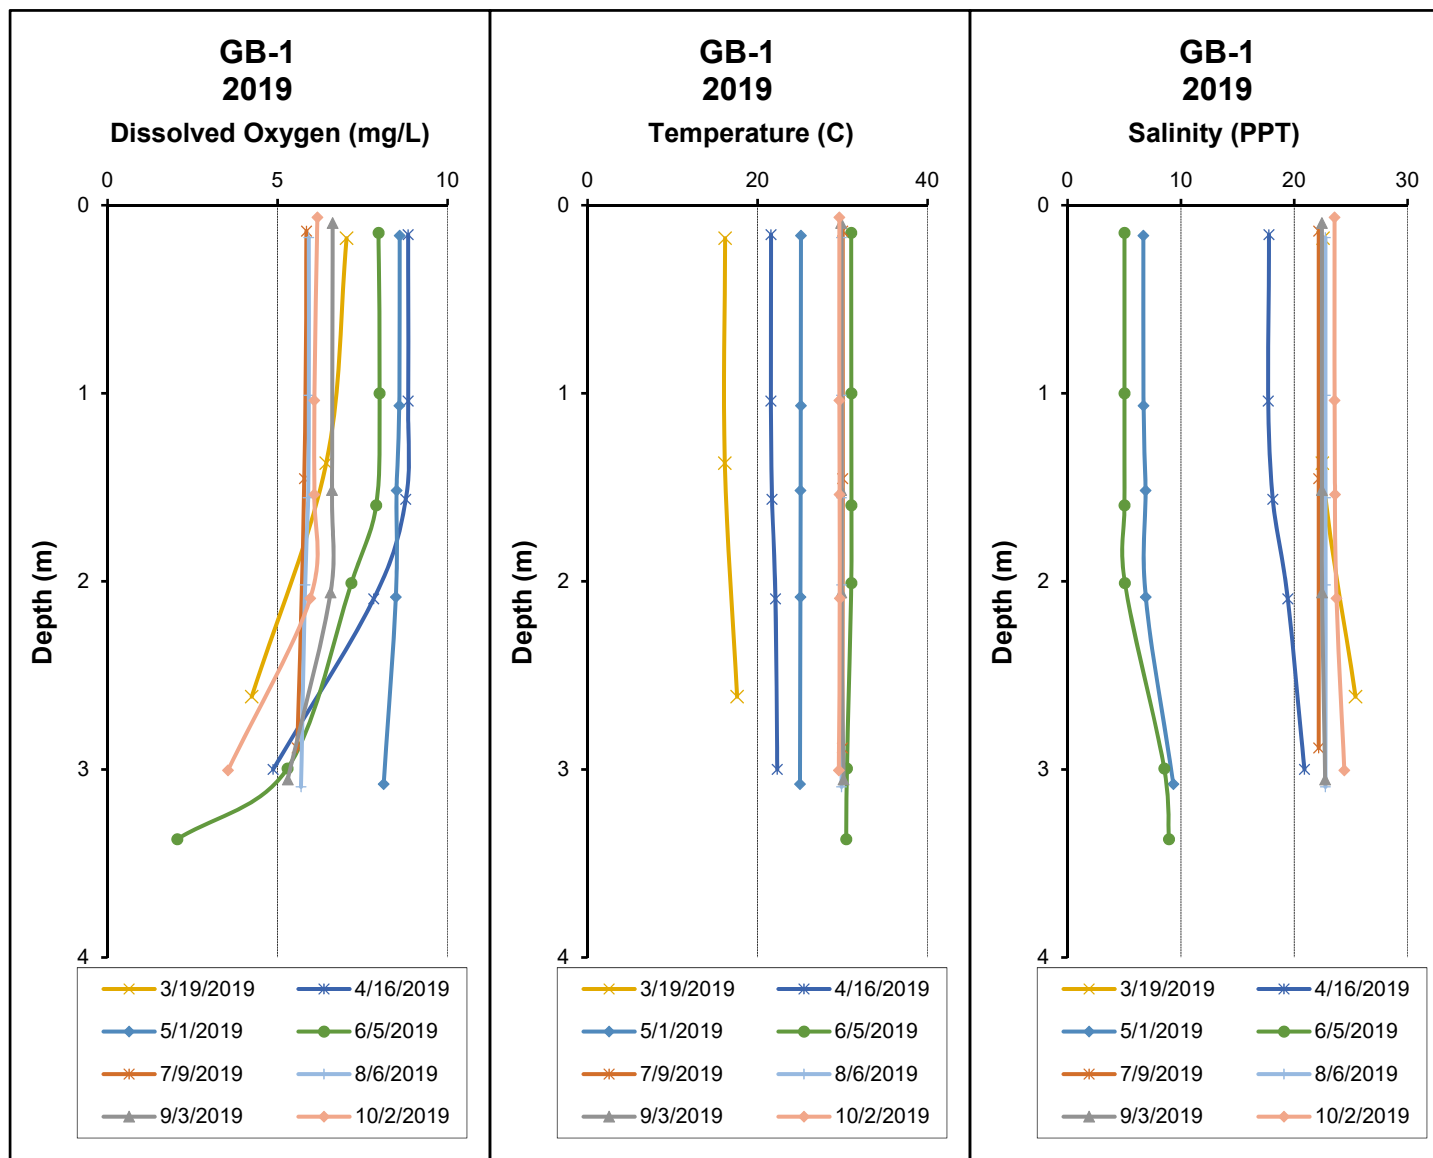 GB-1
2019
Dissolved Oxygen (mg/L)
0 5 10
0
1
2
3
4
Depth (m)
3/19/2019 4/16/2019
5/1/2019 6/5/2019
7/9/2019 8/6/2019
9/3/2019 10/2/2019
GB-1
2019
Temperature (C)
0 20 40
0
1
2
3
4
Depth (m)
3/19/2019 4/16/2019
5/1/2019 6/5/2019
7/9/2019 8/6/2019
9/3/2019 10/2/2019
GB-1
2019
Salinity (PPT)
0 10 20 30
0
1
2
3
4
Depth (m)
3/19/2019 4/16/2019
5/1/2019 6/5/2019
7/9/2019 8/6/2019
9/3/2019 10/2/2019